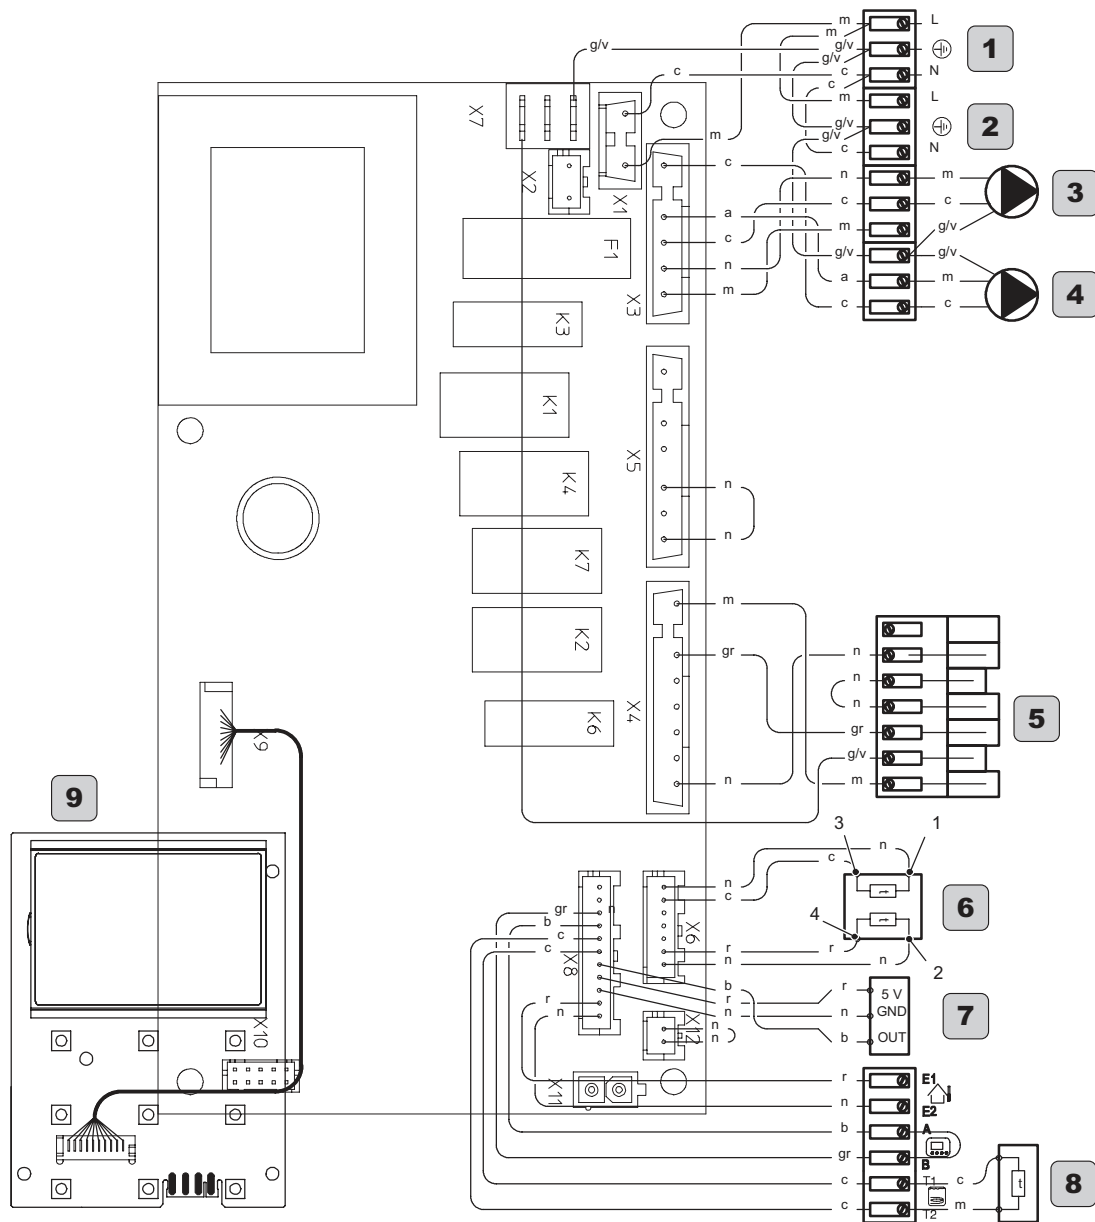 m L
m
g/v g/v 1
g/v
c c N
c
m L
X7 g/v 2
m g/v
c N
c
X2 n m 3
X1 c c
a m g/v
F1 c g/v g/v
n a m 4
X3 m c c
K3
K1
X5
K4 n
n
K7
m
K2 gr n
n
X4 n 5
K6 gr
X9 g/v
n m
9
3 n 1
c
n
gr n c 6
b X6 4
c r r
c n n 2
X8 b r 5 V
r n GND 7
r n b OUT
n n
X12 n
X10
X11 r E1
n E2
b A
gr B
c T1 c 8
t
c T2 m